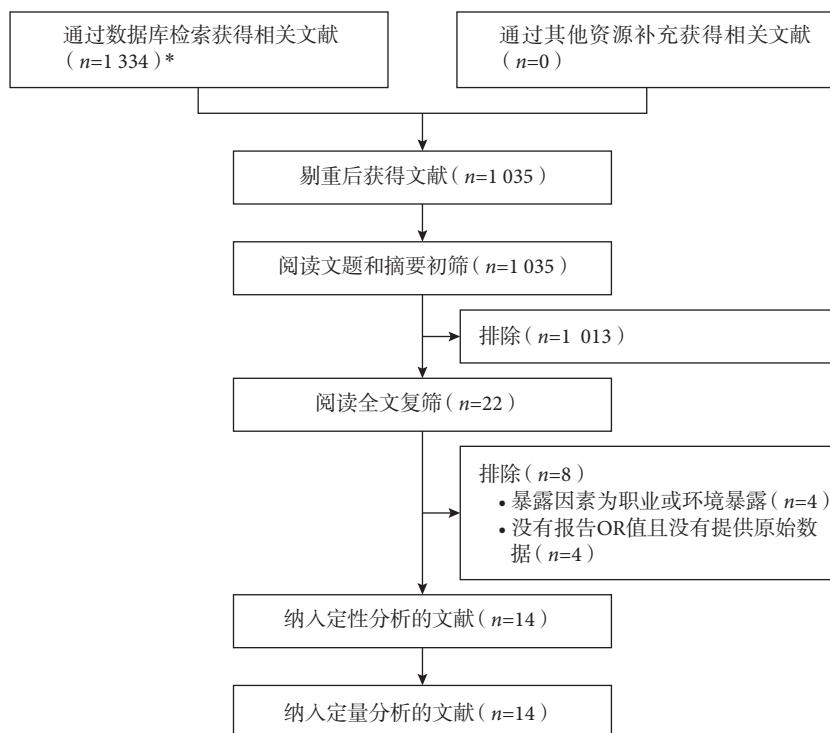 通过数据库检索获得相关文献
（n=1 334）*
通过其他资源补充获得相关文献
（n=0）
剔重后获得文献（n=1 035）
阅读文题和摘要初筛（n=1 035）
排除（n=1 013）
阅读全文复筛（n=22）
排除（n=8）
• 暴露因素为职业或环境暴露（n=4）
• 没有报告OR值且没有提供原始数
据（n=4）
纳入定性分析的文献（n=14）
纳入定量分析的文献（n=14）